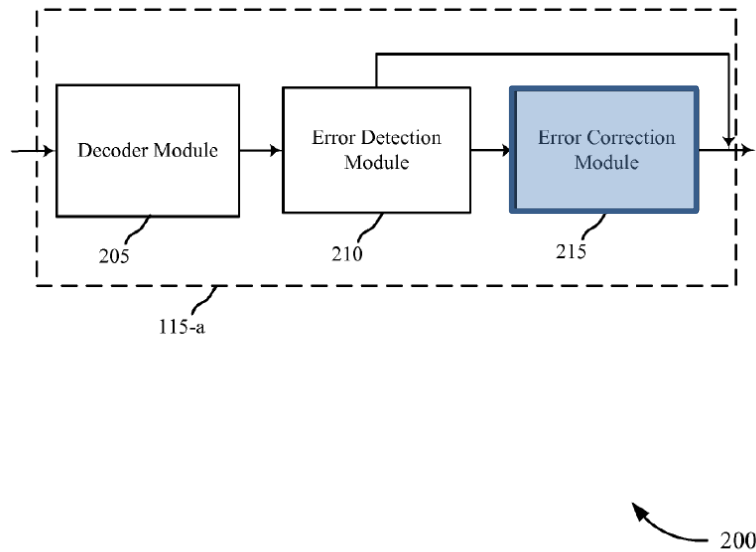 Decoder Module
Error Detection
Module
Error Correction
Module
205
210
215
115-a
200